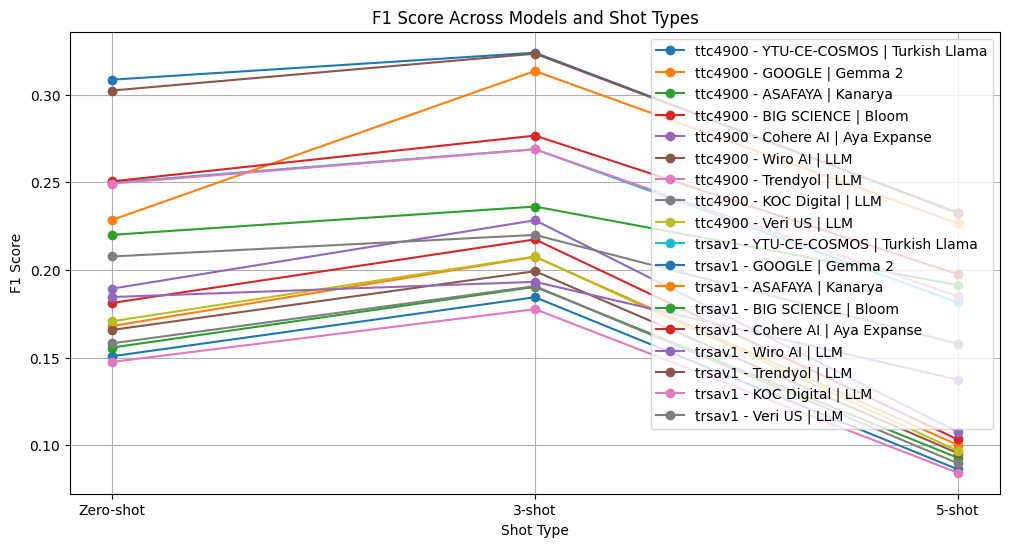 F1 Score Across Models and Shot Types
F1 Score
0.30
0.25
0.20
0.15
0.10
ttc4900 - YTU-CE-COSMOS | Turkish Llama
ttc4900 - GOOGLE | Gemma 2
ttc4900 - ASAFAYA | Kanarya
ttc4900 - BIG SCIENCE | Bloom
ttc4900 - Cohere AI | Aya Expanse
ttc4900 - Wiro AI | LLM
ttc4900 - Trendyol | LLM
ttc4900 - KOC Digital | LLM
ttc4900 - Veri US | LLM
trsav1 - YTU-CE-COSMOS | Turkish Llama
trsav1 - GOOGLE | Gemma 2
trsav1 - ASAFAYA | Kanarya
trsav1 - BIG SCIENCE | Bloom
trsav1 - Cohere AI | Aya Expanse
trsav1 - Wiro AI | LLM
trsav1 - Trendyol | LLM
trsav1 - KOC Digital | LLM
trsav1 - Veri US | LLM
Zero-shot
3-shot
5-shot
Shot Type